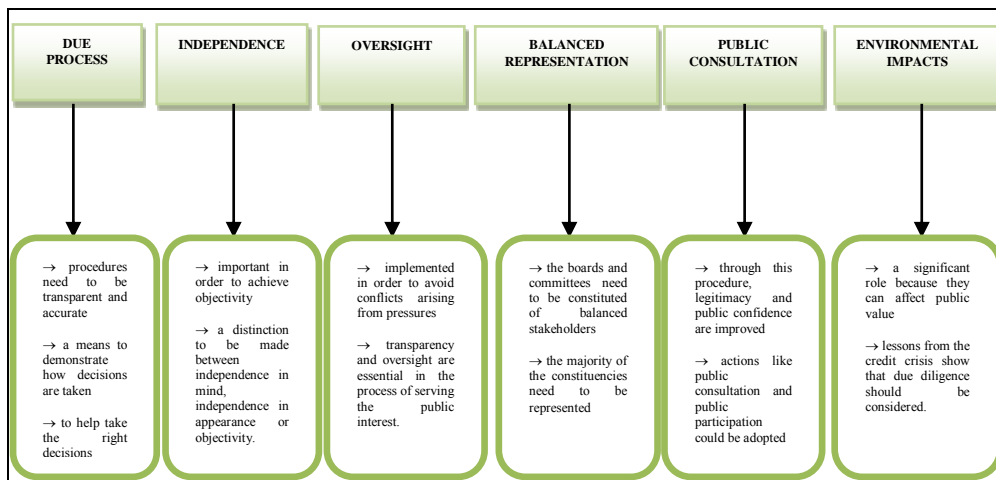 DUE
PROCESS
INDEPENDENCE
OVERSIGHT
BALANCED
REPRESENTATION
PUBLIC
CONSULTATION
ENVIRONMENTAL
IMPACTS
→ procedures
need to be
transparent and
accurate
→ a means to
demonstrate
how decisions
are taken
→ to help take
the right
decisions
→ important in
order to achieve
objectivity
→ a distinction
to be made
between
independence in
mind,
independence in
appearance or
objectivity.
→ implemented
in order to avoid
conflicts arising
from pressures
→ transparency
and oversight are
essential in the
process of serving
the public
interest.
→ the boards and
committees need
to be constituted
of balanced
stakeholders
→ the majority of
the constituencies
need to be
represented
→ through this
procedure,
legitimacy and
public confidence
are improved
→ actions like
public
consultation and
public
participation
could be adopted
→ a significant
role because they
can affect public
value
→ lessons from the
credit crisis show
that due diligence
should be
considered.